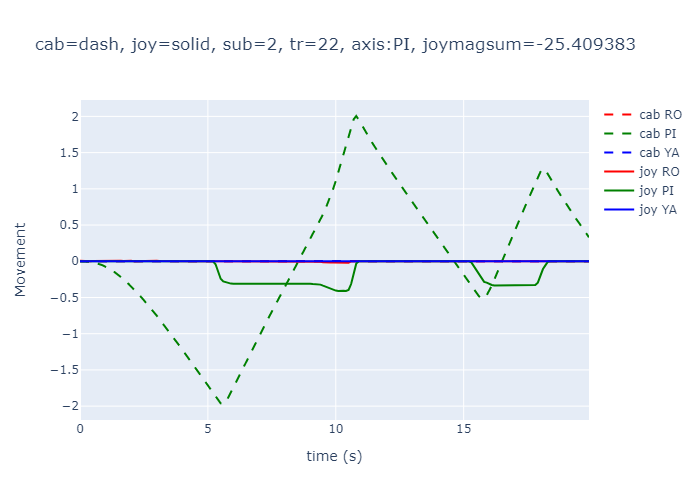 cab=dash, joy=solid, sub=2, tr=22, axis:PI, joymagsum=-25.409383
cab RO
cab PI
cab YA
joy RO
joy PI
joy YA
Movement
2
1.5
1
0.5
0
−0.5
−1
−1.5
−2
0
5
10
15
time (s)